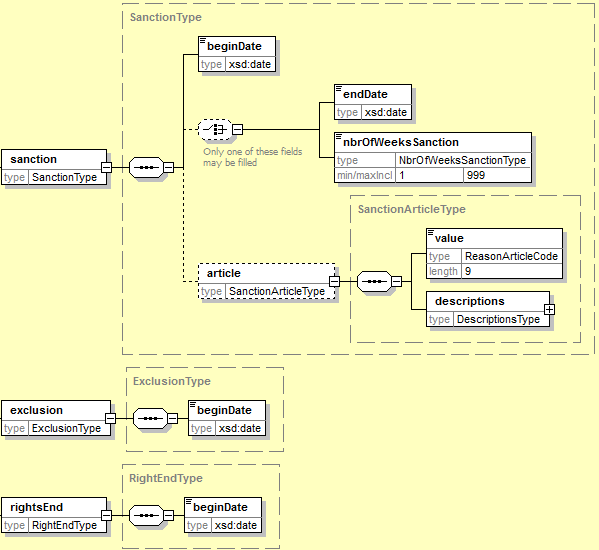 SanctionType
beginDate
type xsd:date
endDate
type xsd:date
Only one of these fields
may be filled
nbrOfWeeksSanction
type NbrOfWeeksSanctionType
min/maxIncl 1 999
sanction
type SanctionType
SanctionArticleType
value
type ReasonArticleCode
length 9
article
type SanctionArticleType
descriptions
type DescriptionsType
ExclusionType
exclusion
type ExclusionType
beginDate
type xsd:date
RightEndType
rightsEnd
type RightEndType
beginDate
type xsd:date